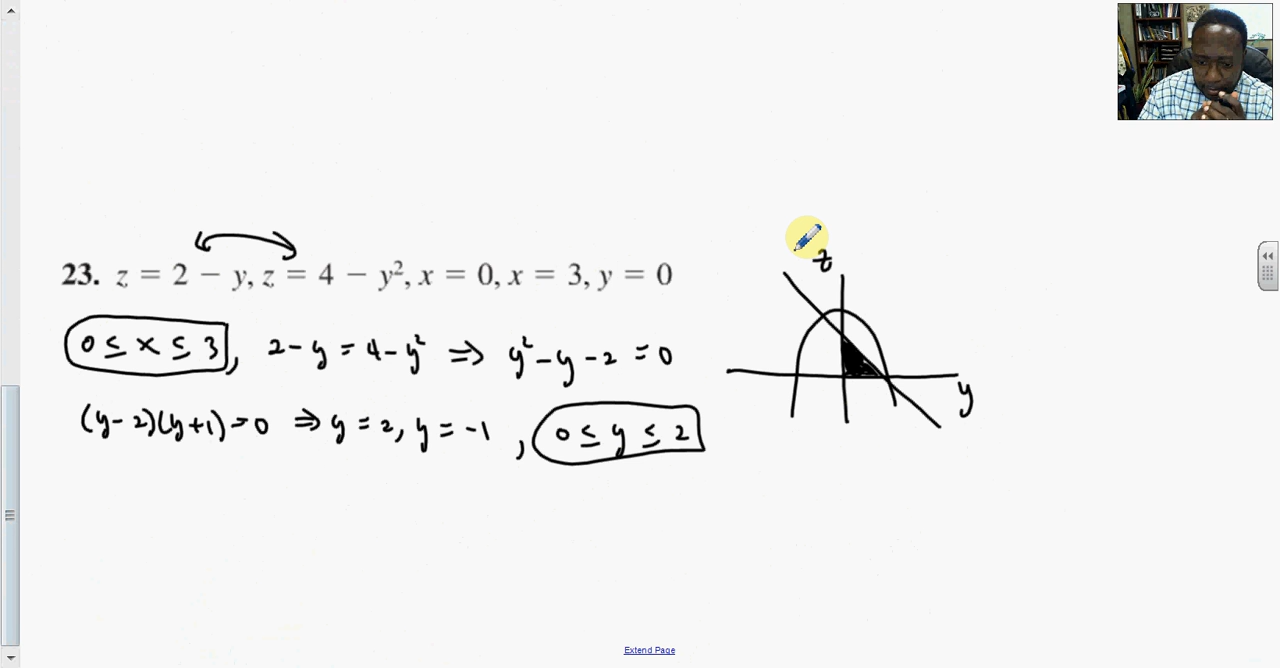 23. z = 2 − y, z = 4 − y², x = 0, x = 3, y = 0
0 ≤ x ≤ 3, 2 - y = 4 - y² ⇒ y² - y - 2 = 0
(y - 2)(y + 1) = 0 ⇒ y = 2, y = -1, 0 ≤ y ≤ 2
z
y
Extend Page